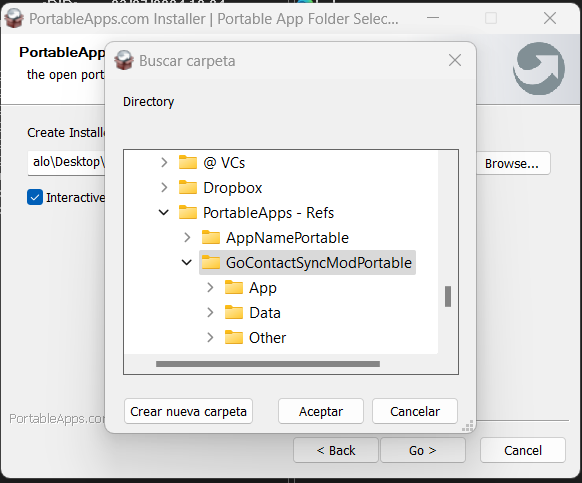 PortableApps.com Installer | Portable App Folder Selec...
PortableApp
the open port
Buscar carpeta
Directory
Create Installe
alo\Desktop\
Browse...
Interactive
@ VCs
Dropbox
PortableApps - Refs
AppNamePortable
GoContactSyncModPortable
App
Data
Other
Crear nueva carpeta
Aceptar
Cancelar
PortableApps.co
< Back
Go >
Cancel